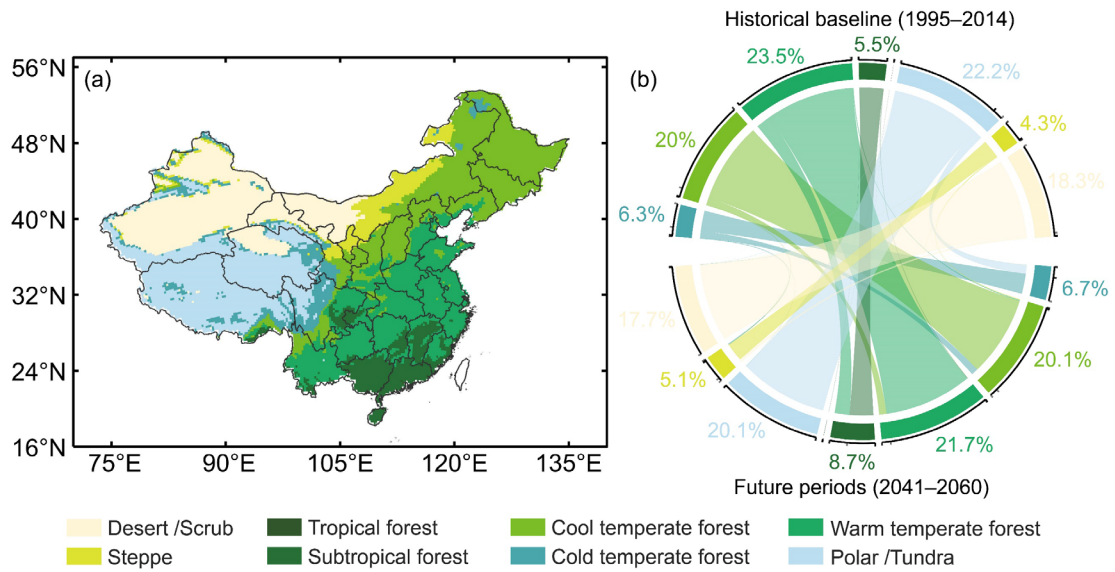 Historical baseline (1995–2014)
(a)
(b)
56°N
48°N
40°N
32°N
24°N
16°N
75°E
90°E
105°E
120°E
135°E
5.5%
23.5%
22.2%
20%
4.3%
18.3%
6.3%
6.7%
17.7%
20.1%
5.1%
20.1%
21.7%
8.7%
Future periods (2041–2060)
Desert /Scrub
Tropical forest
Cool temperate forest
Warm temperate forest
Steppe
Subtropical forest
Cold temperate forest
Polar /Tundra